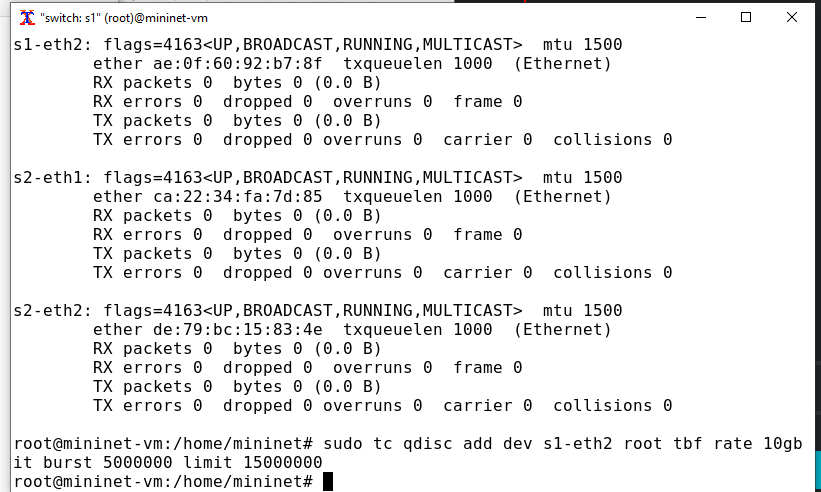 "switch: s1" (root)@mininet-vm
s1-eth2: flags=4163<UP,BROADCAST,RUNNING,MULTICAST>  mtu 1500
        ether ae:0f:60:92:b7:8f  txqueuelen 1000  (Ethernet)
        RX packets 0  bytes 0 (0.0 B)
        RX errors 0  dropped 0  overruns 0  frame 0
        TX packets 0  bytes 0 (0.0 B)
        TX errors 0  dropped 0 overruns 0  carrier 0  collisions 0

s2-eth1: flags=4163<UP,BROADCAST,RUNNING,MULTICAST>  mtu 1500
        ether ca:22:34:fa:7d:85  txqueuelen 1000  (Ethernet)
        RX packets 0  bytes 0 (0.0 B)
        RX errors 0  dropped 0  overruns 0  frame 0
        TX packets 0  bytes 0 (0.0 B)
        TX errors 0  dropped 0 overruns 0  carrier 0  collisions 0

s2-eth2: flags=4163<UP,BROADCAST,RUNNING,MULTICAST>  mtu 1500
        ether de:79:bc:15:83:4e  txqueuelen 1000  (Ethernet)
        RX packets 0  bytes 0 (0.0 B)
        RX errors 0  dropped 0  overruns 0  frame 0
        TX packets 0  bytes 0 (0.0 B)
        TX errors 0  dropped 0 overruns 0  carrier 0  collisions 0

root@mininet-vm:/home/mininet# sudo tc qdisc add dev s1-eth2 root tbf rate 10gb
it burst 5000000 limit 15000000
root@mininet-vm:/home/mininet#